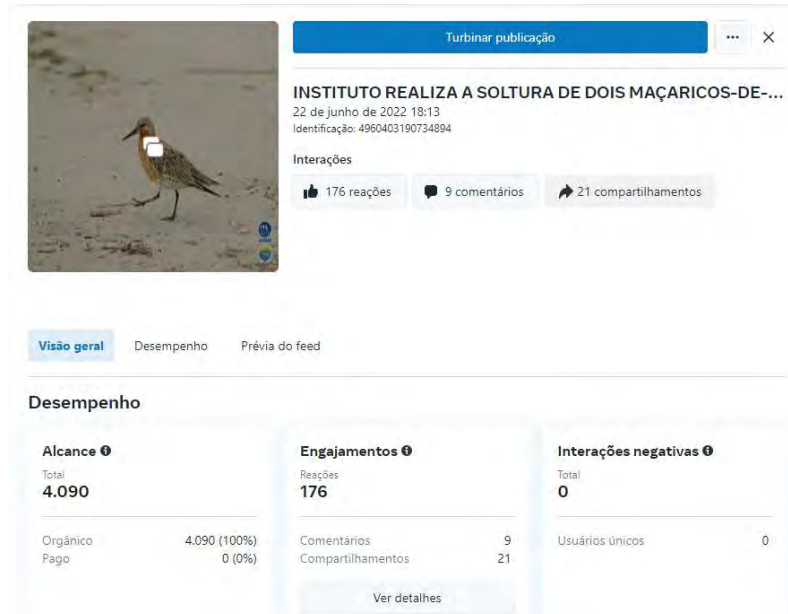 Turbinar publicação
INSTITUTO REALIZA A SOLTURA DE DOIS MAÇARICOS-DE-...
22 de junho de 2022 18:13
Identificação: 4960403190734894
Interações
176 reações
9 comentários
21 compartilhamentos
Visão geral
Desempenho
Prévia do feed
Desempenho
Alcance
Total
4.090
Orgânico 4.090 (100%)
Pago 0 (0%)
Engajamentos
Reações
176
Comentários 9
Compartilhamentos 21
Ver detalhes
Interações negativas
Total
0
Usuários únicos 0